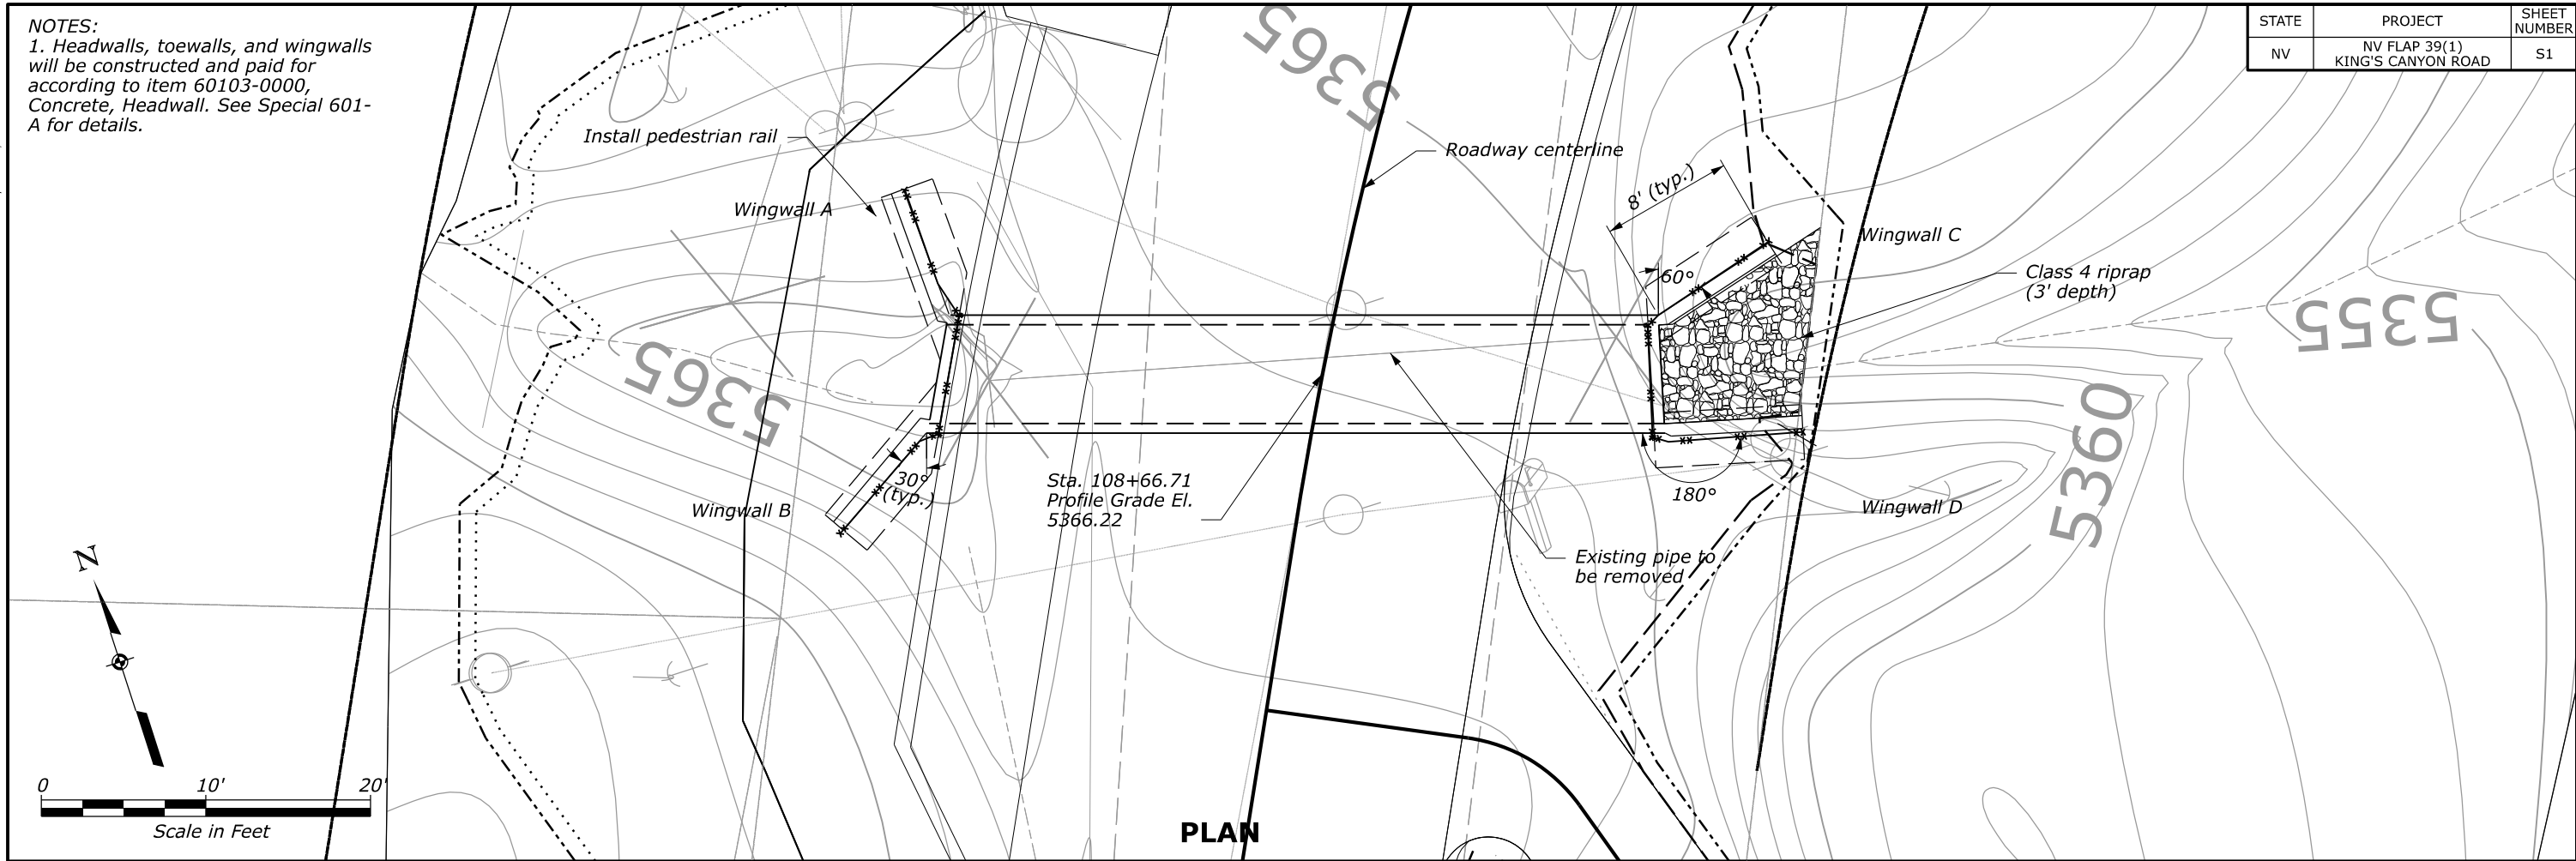 NOTES:
1. Headwalls, toewalls, and wingwalls
will be constructed and paid for
according to item 60103-0000,
Concrete, Headwall. See Special 601-
A for details.
STATE
PROJECT
SHEET
NUMBER
NV
NV FLAP 39(1)
KING'S CANYON ROAD
S1
5365
Install pedestrian rail
Roadway centerline
Wingwall A
8' (typ.)
Wingwall C
60°
Class 4 riprap
(3' depth)
5355
5365
5360
30°
(typ.)
Wingwall B
Sta. 108+66.71
Profile Grade El.
5366.22
180°
Wingwall D
Existing pipe to
be removed
N
0 10' 20'
Scale in Feet
PLAN